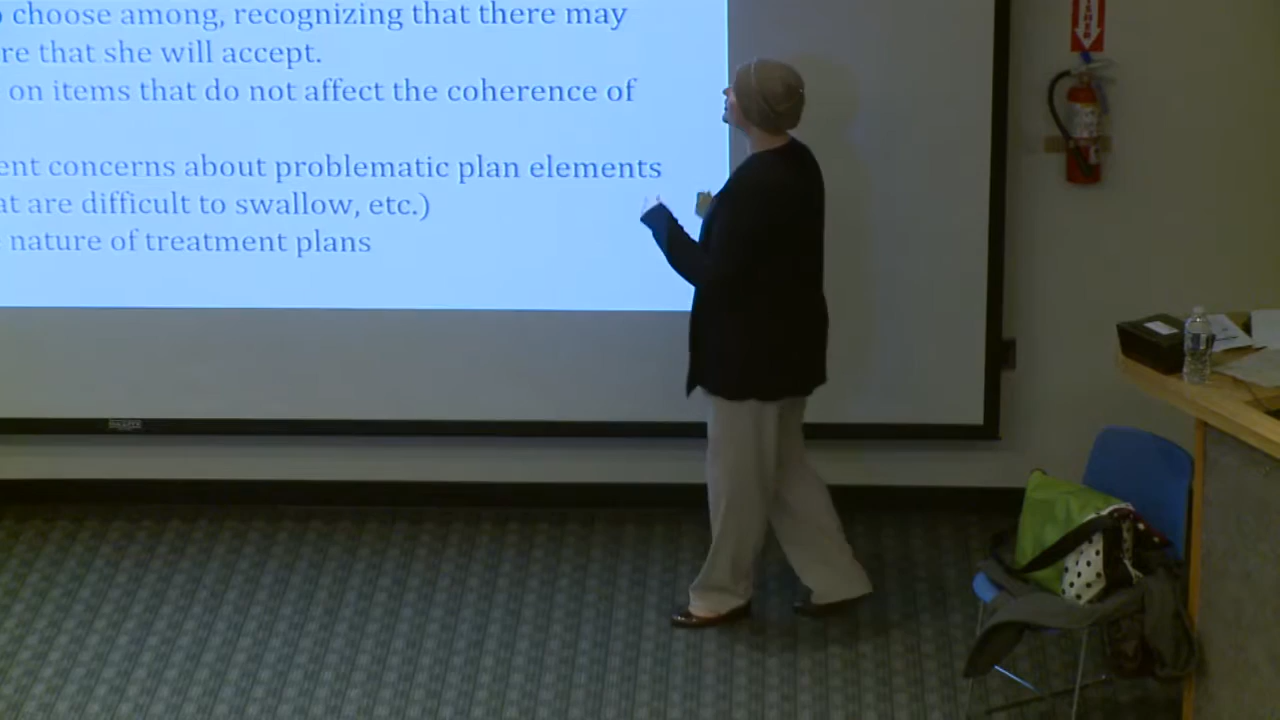 choose among, recognizing that there may
re that she will accept.
on items that do not affect the coherence of
ent concerns about problematic plan elements
at are difficult to swallow, etc.)
nature of treatment plans